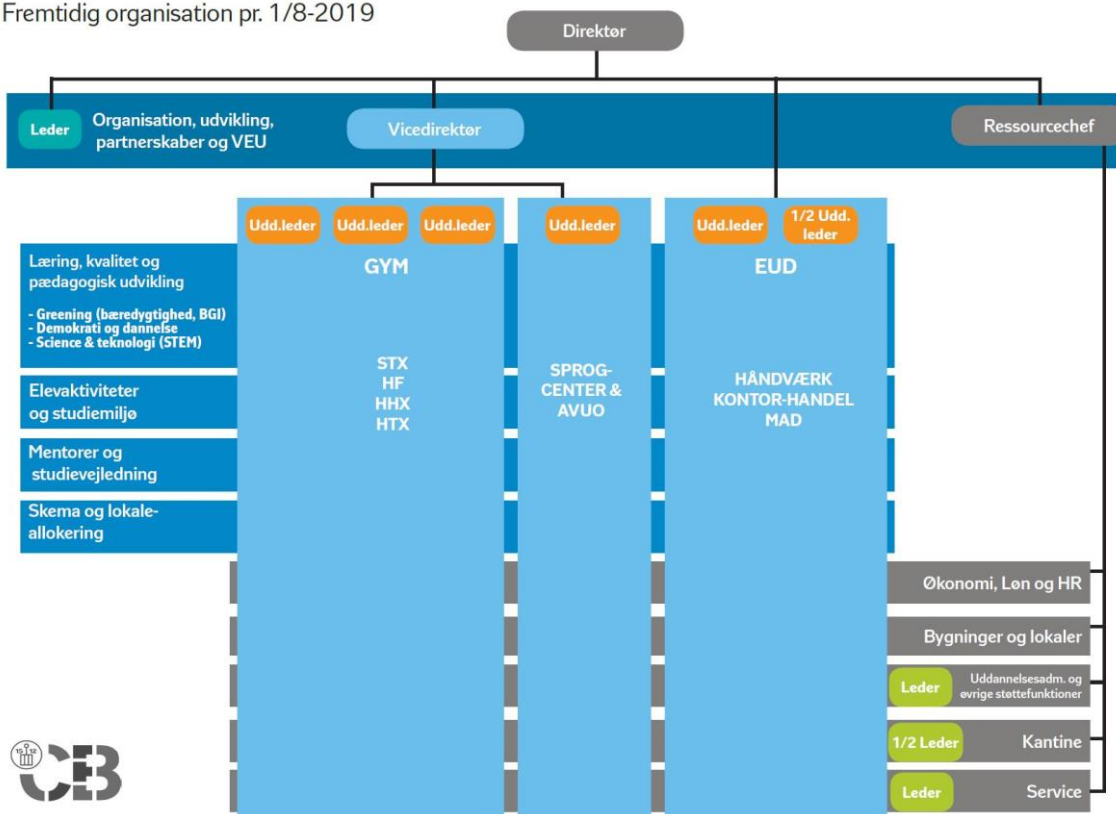 Fremtidig organisation pr. 1/8-2019
Direktør
Leder
Organisation, udvikling,
partnerskaber og VEU
Vicedirektør
Ressourcechef
Udd.leder
Udd.leder
Udd.leder
Udd.leder
Udd.leder
1/2 Udd.
leder
Læring, kvalitet og
pædagogisk udvikling
- Greening (bæredygtighed, BGI)
- Demokrati og dannelse
- Science & teknologi (STEM)
GYM
EUD
STX
HF
HHX
HTX
SPROG-
CENTER &
AVUO
HÅNDVÆRK
KONTOR-HANDEL
MAD
Elevaktiviteter
og studiemiljø
Mentorer og
studievejledning
Skema og lokale-
allokering
Økonomi, Løn og HR
Bygninger og lokaler
Leder
Uddannelsesadm. og
øvrige støttefunktioner
1/2 Leder
Kantine
Leder
Service
CB